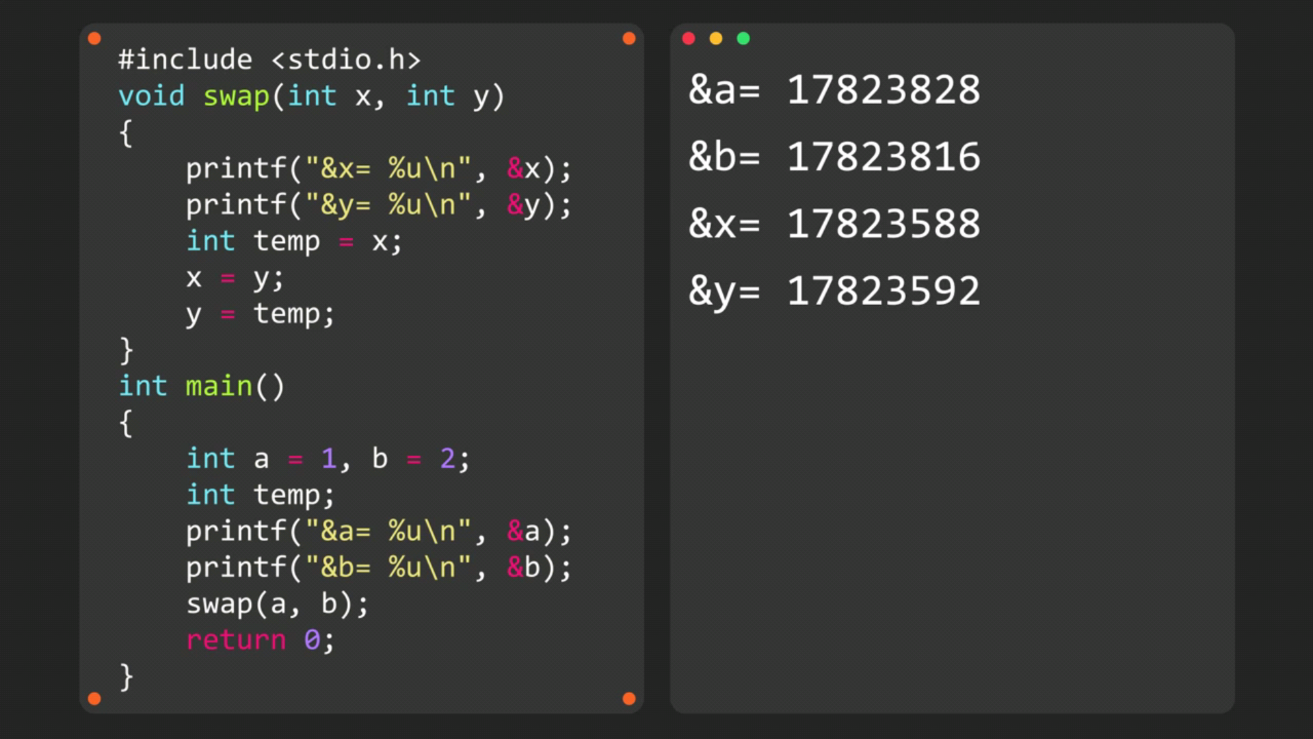 #include <stdio.h>
void swap(int x, int y)
{
    printf("&x= %u\n", &x);
    printf("&y= %u\n", &y);
    int temp = x;
    x = y;
    y = temp;
}
int main()
{
    int a = 1, b = 2;
    int temp;
    printf("&a= %u\n", &a);
    printf("&b= %u\n", &b);
    swap(a, b);
    return 0;
}
&a= 17823828
&b= 17823816
&x= 17823588
&y= 17823592